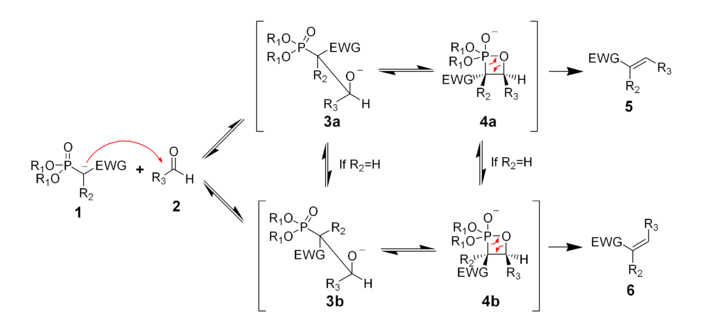 R₁O
R₁O
P
O
EWG
R₂
O⁻
R₃
H
3a
O⁻
R₁O
R₁O
P
O
EWG
H
R₂
R₃
4a
EWG
R₃
R₂
5
O
R₁O
R₁O
P
EWG
R₂
1
+
O
R₃
H
2
If R₂=H
If R₂=H
R₁O
R₁O
P
O
R₂
EWG
O⁻
R₃
H
3b
O⁻
R₁O
R₁O
P
O
R₂
EWG
H
R₃
4b
R₃
EWG
R₂
6